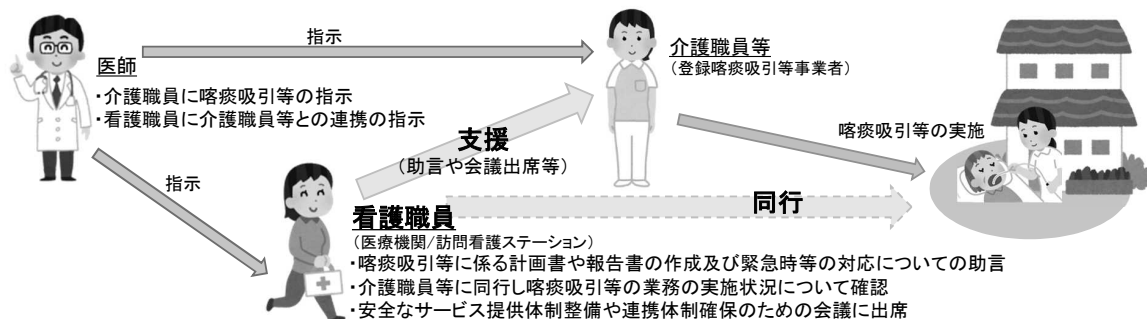 指示
医師
・介護職員に喀痰吸引等の指示
・看護職員に介護職員等との連携の指示
介護職員等
(登録喀痰吸引等事業者)
支援
(助言や会議出席等)
喀痰吸引等の実施
指示
同行
看護職員
(医療機関/訪問看護ステーション)
・喀痰吸引等に係る計画書や報告書の作成及び緊急時等の対応についての助言
・介護職員等に同行し喀痰吸引等の業務の実施状況について確認
・安全なサービス提供体制整備や連携体制確保のための会議に出席